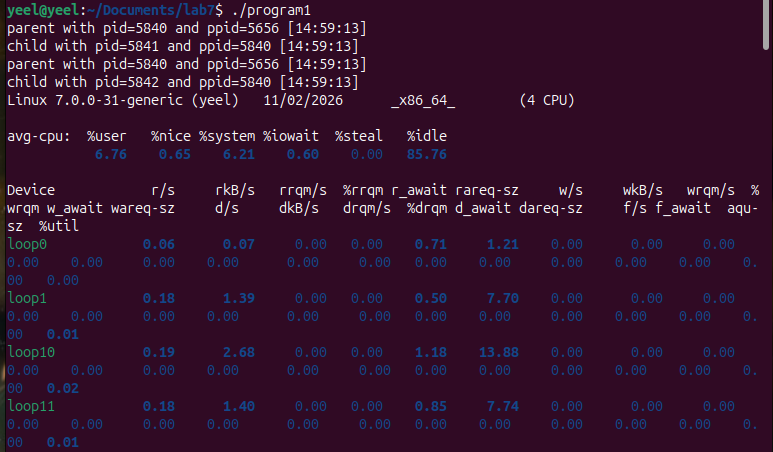 yeel@yeel:~/Documents/lab7$ ./program1
parent with pid=5840 and ppid=5656 [14:59:13]
child with pid=5841 and ppid=5840 [14:59:13]
parent with pid=5840 and ppid=5656 [14:59:13]
child with pid=5842 and ppid=5840 [14:59:13]
Linux 7.0.0-31-generic (yeel) 11/02/2026 _x86_64_ (4 CPU)
avg-cpu: %user %nice %system %iowait %steal %idle
6.76 0.65 6.21 0.60 0.00 85.76
Device r/s rkB/s rrqm/s %rrqm r_await rareq-sz w/s wkB/s wrqm/s %
wrqm w_await wareq-sz d/s dkB/s drqm/s %drqm d_await dareq-sz f/s f_await aqu-
sz %util
loop0 0.06 0.07 0.00 0.00 0.71 1.21 0.00 0.00 0.00
0.00 0.00 0.00 0.00 0.00 0.00 0.00 0.00 0.00 0.00 0.00 0.
00 0.00
loop1 0.18 1.39 0.00 0.00 0.50 7.70 0.00 0.00 0.00
0.00 0.00 0.00 0.00 0.00 0.00 0.00 0.00 0.00 0.00 0.00 0.
00 0.01
loop10 0.19 2.68 0.00 0.00 1.18 13.88 0.00 0.00 0.00
0.00 0.00 0.00 0.00 0.00 0.00 0.00 0.00 0.00 0.00 0.00 0.
00 0.02
loop11 0.18 1.40 0.00 0.00 0.85 7.74 0.00 0.00 0.00
0.00 0.00 0.00 0.00 0.00 0.00 0.00 0.00 0.00 0.00 0.00 0.
00 0.01